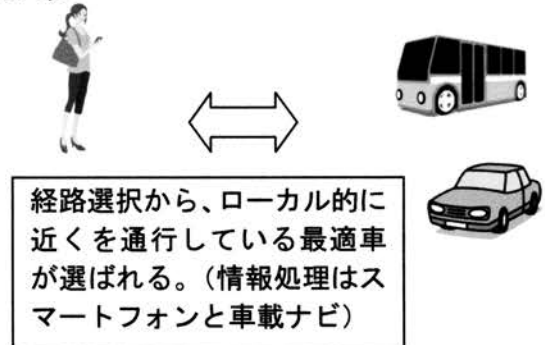 経路選択から、ローカル的に
近くを通行している最適車
が選ばれる。（情報処理はス
マートフォンと車載ナビ）